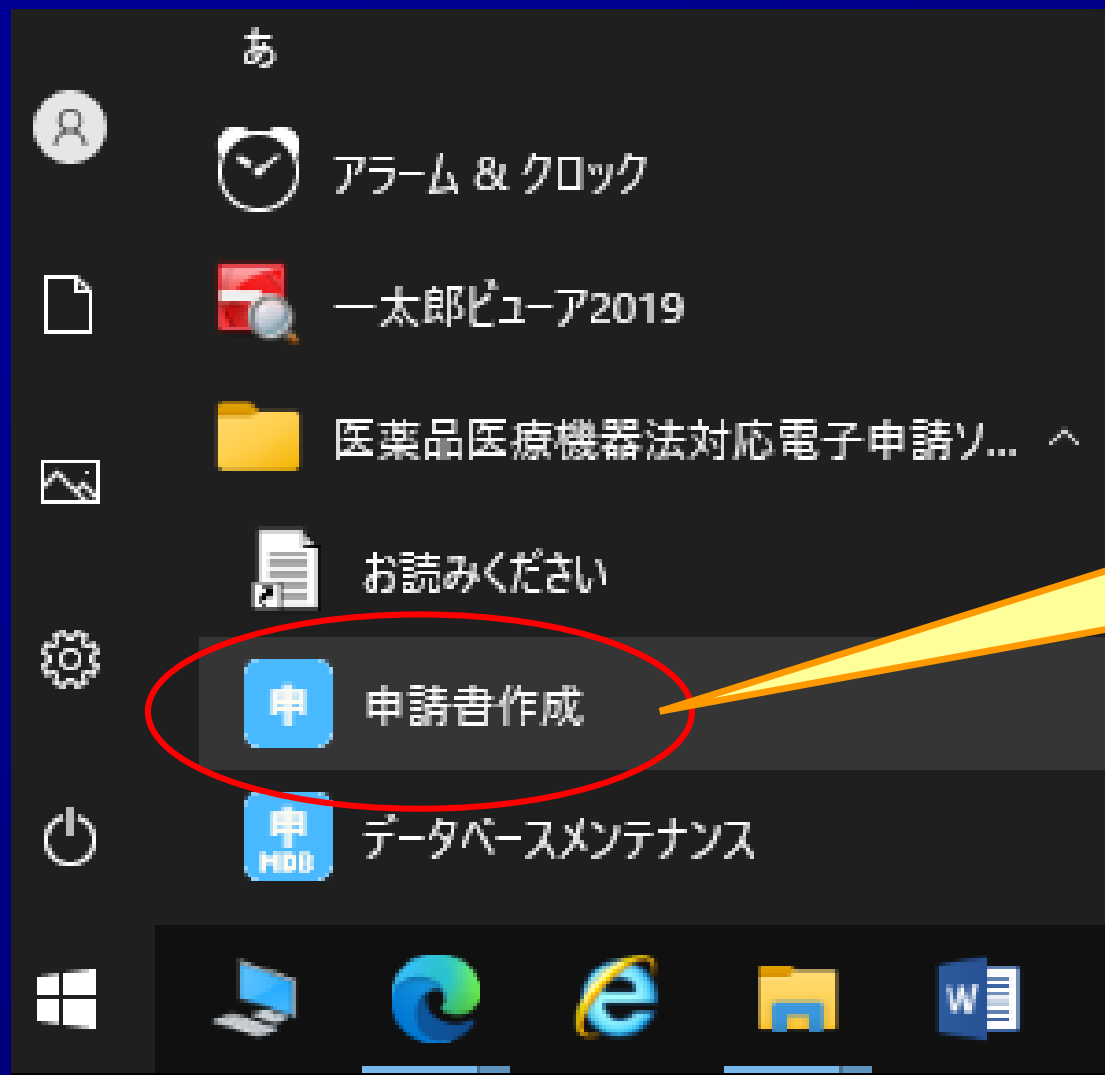 あ
アラーム & クロック
一太郎ビューア2019
医薬品医療機器法対応電子申請ソ...
お読みください
申
申請書作成
申
MDB
データベースメンテナンス
W